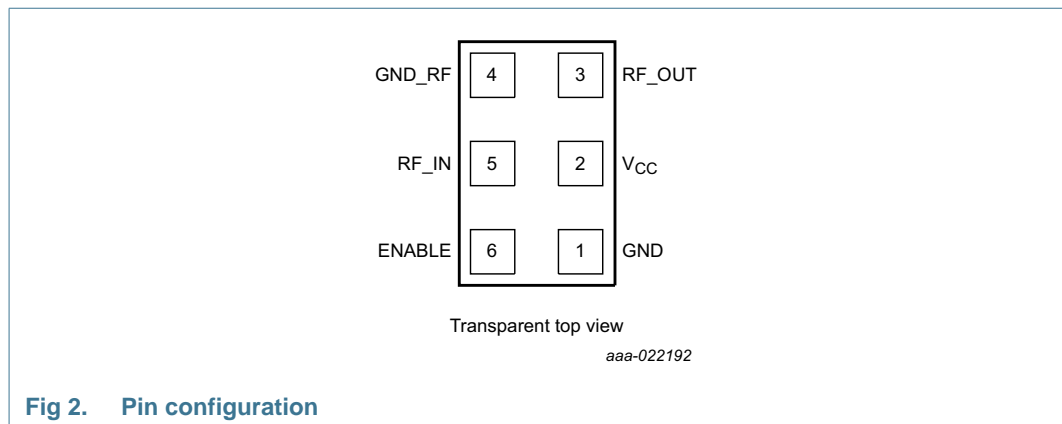 GND_RF 4 3 RF_OUT
RF_IN 5 2 VCC
ENABLE 6 1 GND
Transparent top view
aaa-022192
Fig 2. Pin configuration